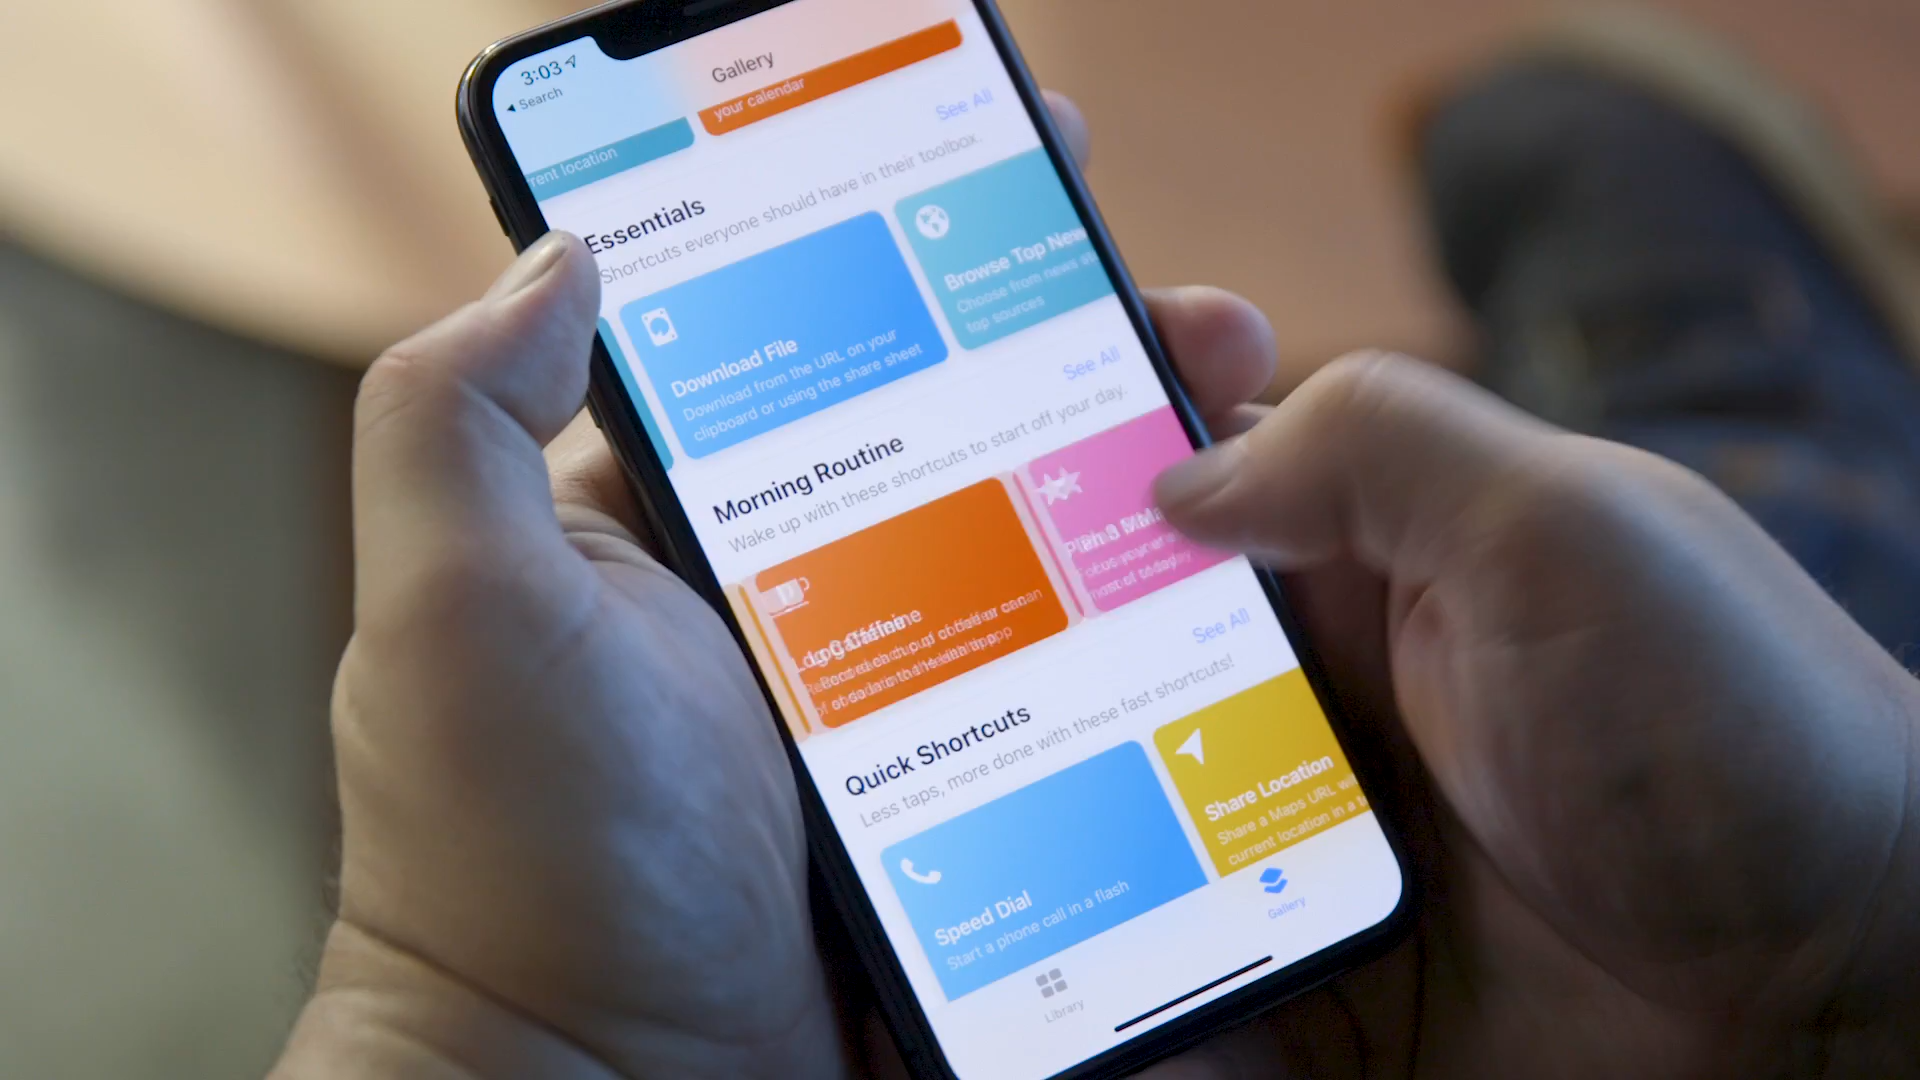 3:03
Search
Gallery
rent location
your calendar
See All
Essentials
Shortcuts everyone should have in their toolbox.
Download File
Download from the URL on your
clipboard or using the share sheet
Browse Top New
Choose from news
top sources
See All
Morning Routine
Wake up with these shortcuts to start off your day.
Log Caffeine
See All
Quick Shortcuts
Less taps, more done with these fast shortcuts!
Speed Dial
Start a phone call in a flash
Share Location
Share a Maps URL
current location in a
Library
Gallery